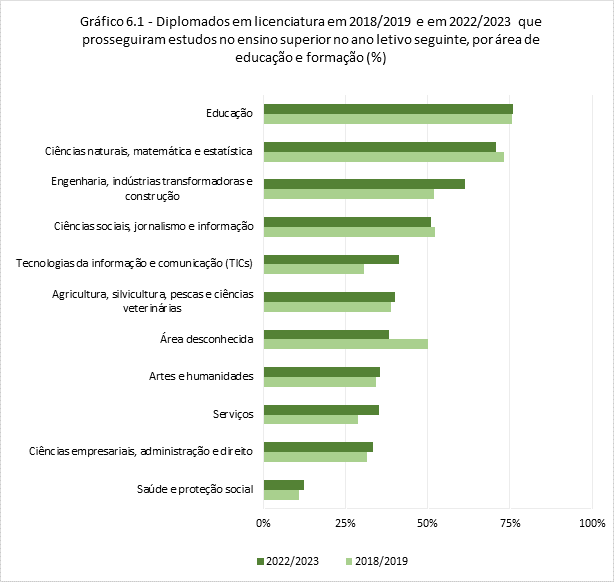 Gráfico 6.1 - Diplomados em licenciatura em 2018/2019 e em 2022/2023 que
prosseguiram estudos no ensino superior no ano letivo seguinte, por área de
educação e formação (%)
Educação
Ciências naturais, matemática e estatística
Engenharia, indústrias transformadoras e
construção
Ciências sociais, jornalismo e informação
Tecnologias da informação e comunicação (TICs)
Agricultura, silvicultura, pescas e ciências
veterinárias
Área desconhecida
Artes e humanidades
Serviços
Ciências empresariais, administração e direito
Saúde e proteção social
0% 25% 50% 75% 100%
2022/2023 2018/2019